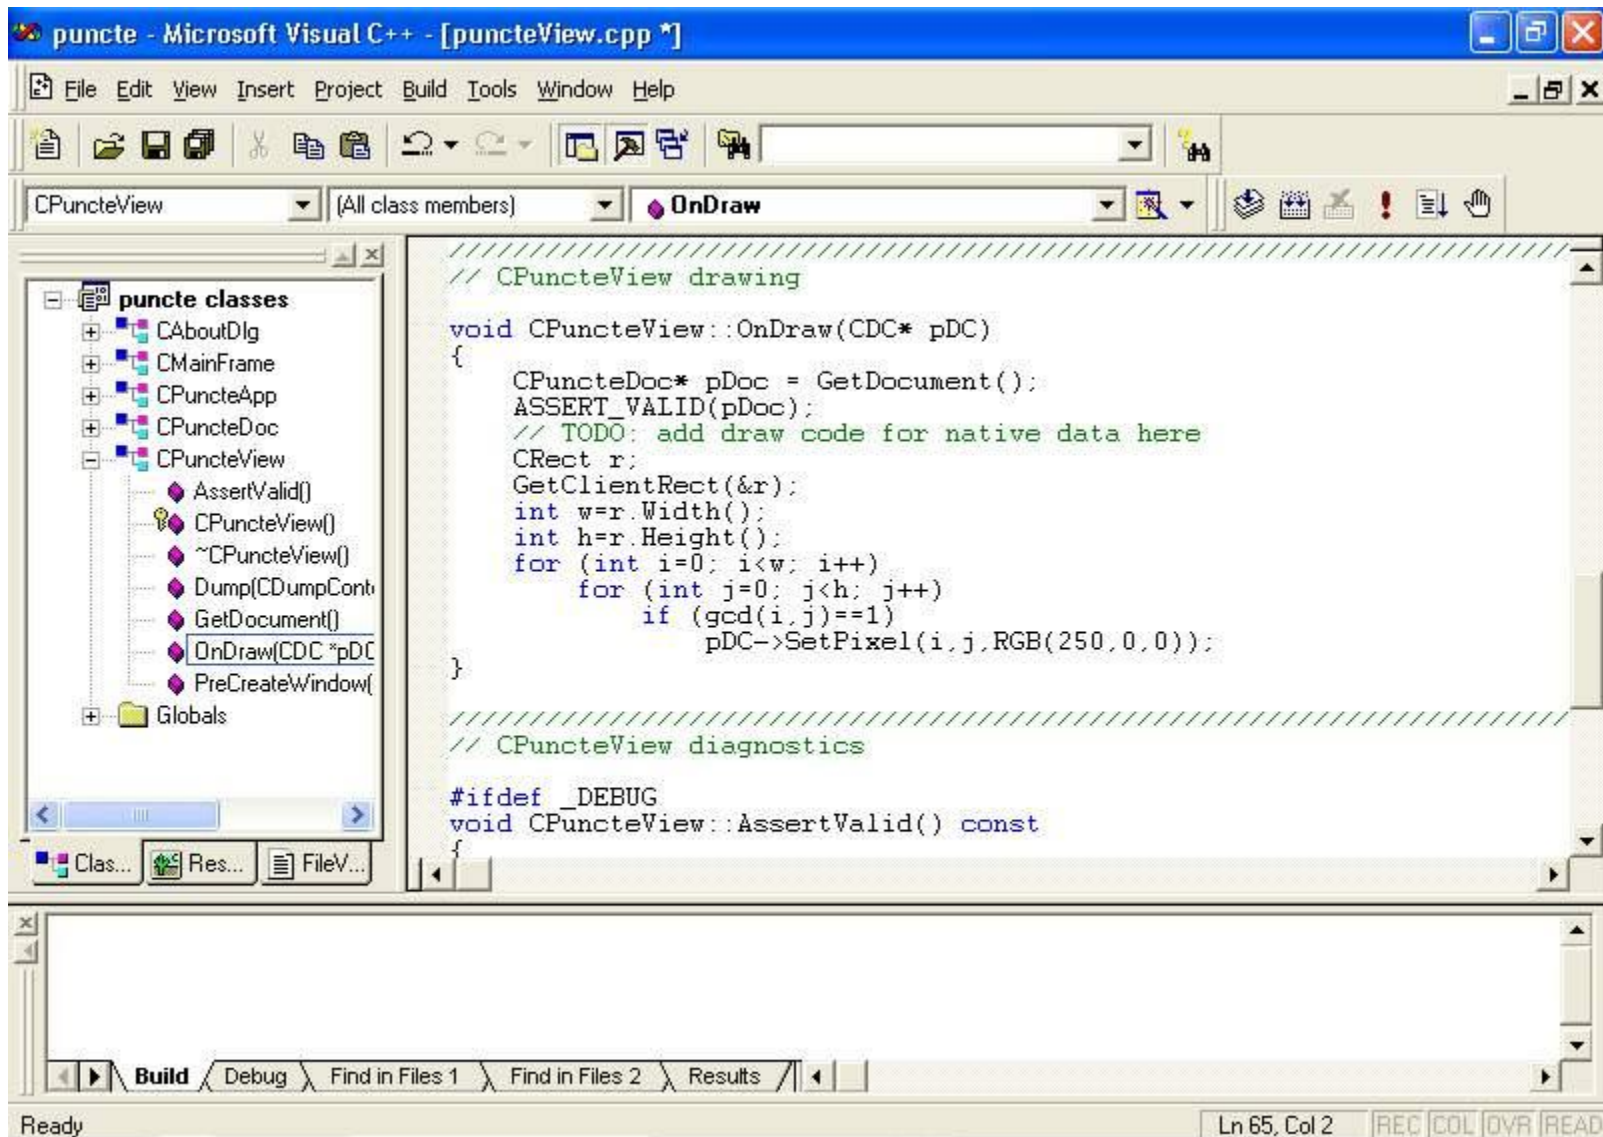 puncte - Microsoft Visual C++ - [puncteView.cpp *]
File Edit View Insert Project Build Tools Window Help
CPuncteView (All class members) OnDraw
puncte classes
CAboutDlg
CMainFrame
CPuncteApp
CPuncteDoc
CPuncteView
AssertValid()
CPuncteView()
~CPuncteView()
Dump(CDumpConte
GetDocument()
OnDraw(CDC *pDC
PreCreateWindow(
Globals
Clas... Res... FileV...
///////////////////////////////////////////////////////////////////////
// CPuncteView drawing
void CPuncteView::OnDraw(CDC* pDC)
{
CPuncteDoc* pDoc = GetDocument();
ASSERT_VALID(pDoc);
// TODO: add draw code for native data here
CRect r;
GetClientRect(&r);
int w=r.Width();
int h=r.Height();
for (int i=0; i<w; i++)
for (int j=0; j<h; j++)
if (gcd(i,j)==1)
pDC->SetPixel(i,j,RGB(250,0,0));
}
///////////////////////////////////////////////////////////////////////
// CPuncteView diagnostics
#ifdef _DEBUG
void CPuncteView::AssertValid() const
{
Build Debug Find in Files 1 Find in Files 2 Results
Ready Ln 65, Col 2 REC COL OVR READ